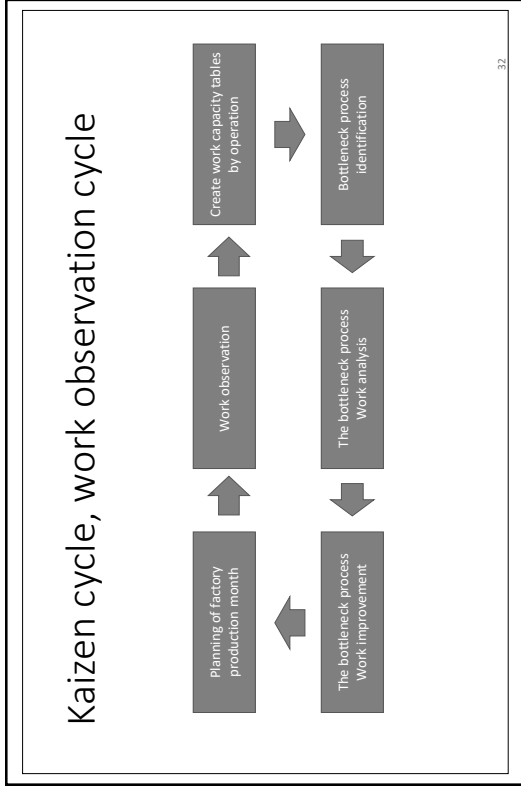 Kaizen cycle, work observation cycle
Planning of factory
production month
Work observation
Create work capacity tables
by operation
Bottleneck process
identification
The bottleneck process
Work analysis
The bottleneck process
Work improvement
32